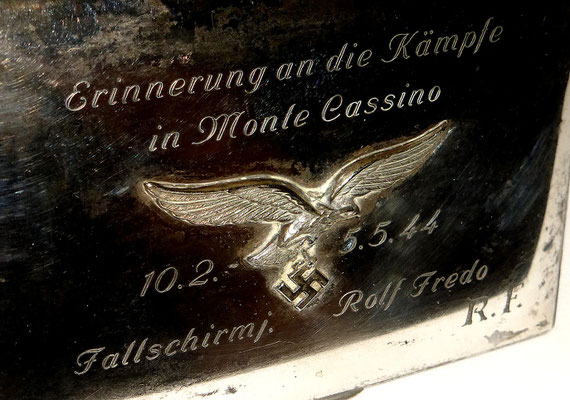 Erinnerung an die Kämpfe
in Monte Cassino
10.2.- 5.5.44
Fallschirmj. Rolf Fredo
R.F.